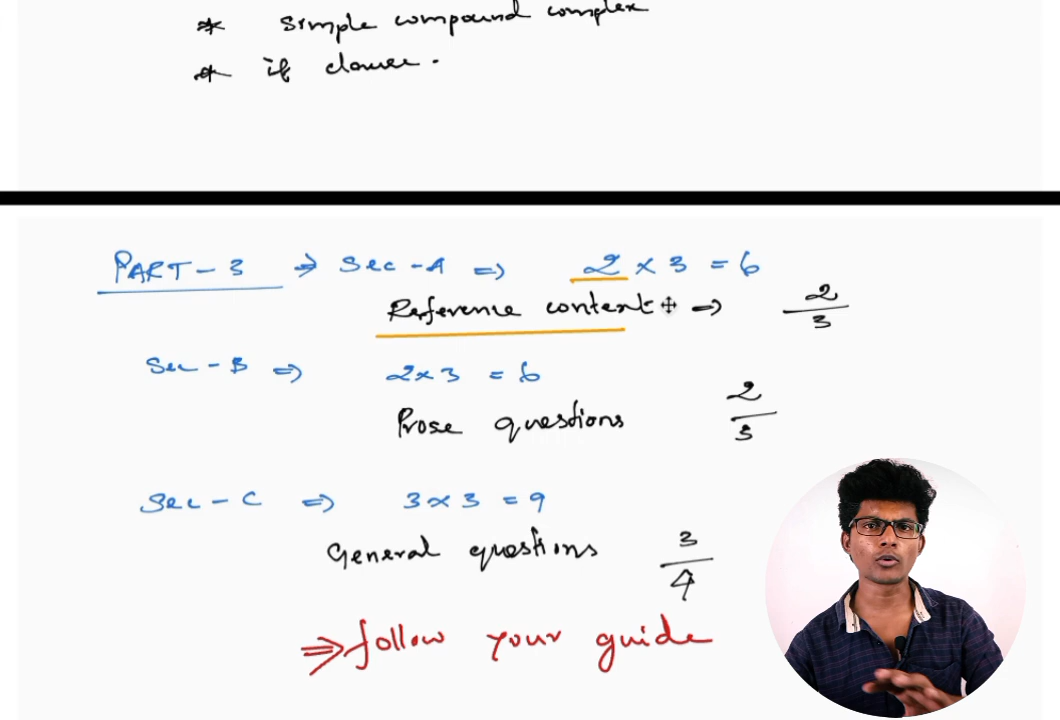 * Simple compound complex
* if clause.
PART-3 → Sec-A ⇒ 2 × 3 = 6
Reference content ⇒ 2/3
Sec-B ⇒ 2×3 = 6
Prose questions 2/3
Sec-C ⇒ 3×3 = 9
General questions 3/4
⇒ follow your guide